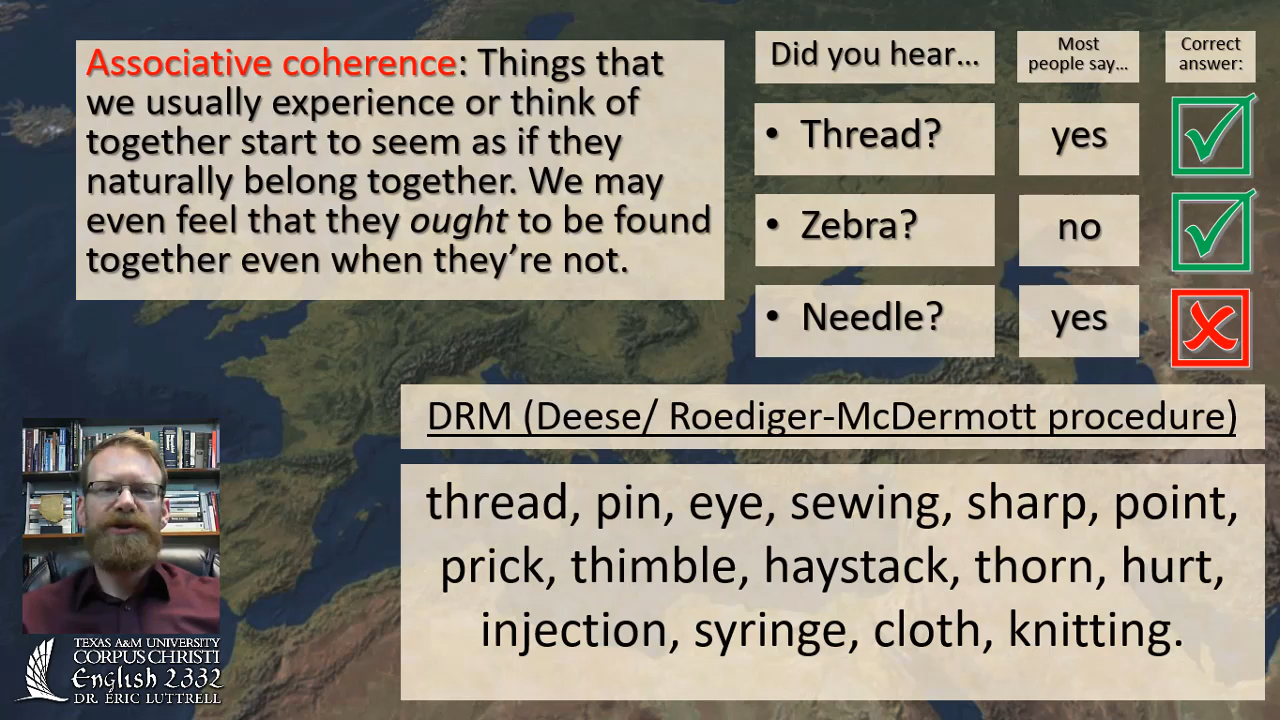 Associative coherence: Things that
we usually experience or think of
together start to seem as if they
naturally belong together. We may
even feel that they ought to be found
together even when they’re not.
Did you hear…
Most
people say…
Correct
answer:
• Thread?
yes
• Zebra?
no
• Needle?
yes
DRM (Deese/ Roediger-McDermott procedure)
thread, pin, eye, sewing, sharp, point,
prick, thimble, haystack, thorn, hurt,
injection, syringe, cloth, knitting.
TEXAS A&M UNIVERSITY
CORPUS CHRISTI
English 2332
DR. ERIC LUTTRELL